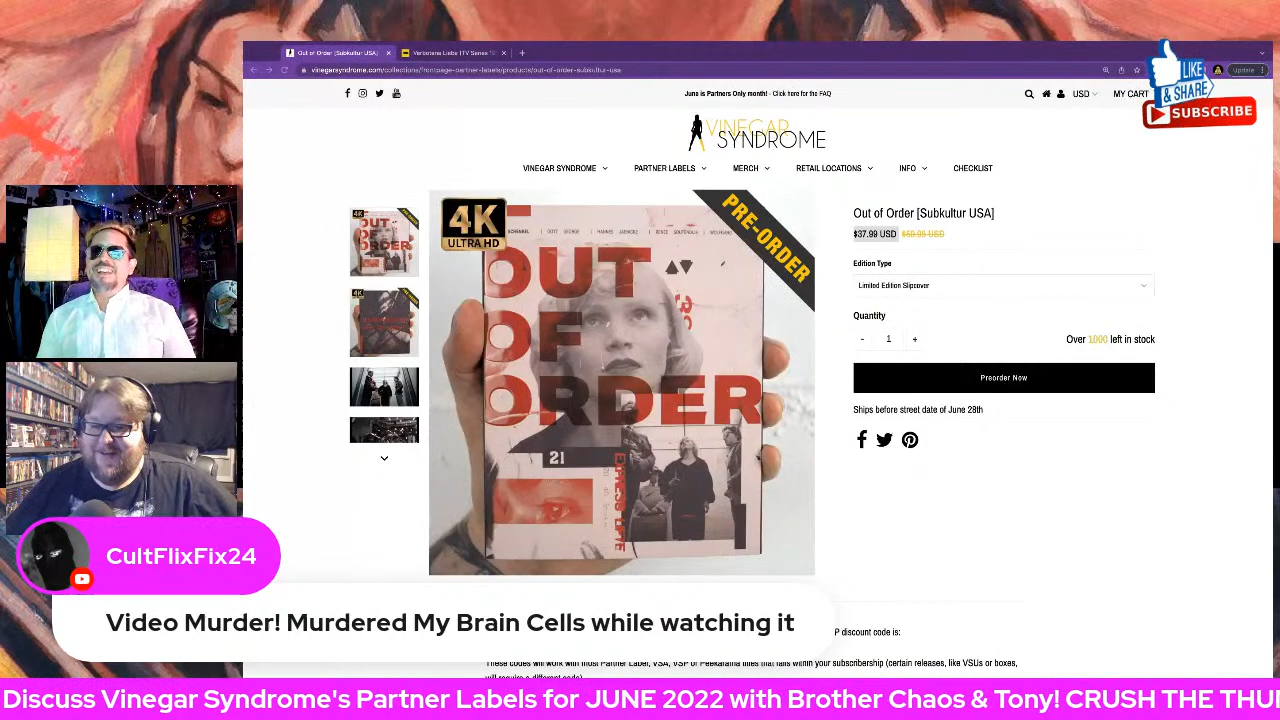 Out of Order [Subkultur USA]
Verbotene Liebe (TV Series
vinegarsyndrome.com/collections/frontpage-partner-labels/products/out-of-order-subkultur-usa
Update
LIKE
& SHARE
SUBSCRIBE
June is Partners Only month! - Click here for the FAQ
USD
MY CART
VINEGAR
SYNDROME
VINEGAR SYNDROME
PARTNER LABELS
MERCH
RETAIL LOCATIONS
INFO
CHECKLIST
4K
ULTRA HD
PRE-ORDER
OUT
OF
ORDER
21
Out of Order [Subkultur USA]
$37.99 USD $59.95 USD
Edition Type
Limited Edition Slipcover
Quantity
- 1 +
Over 1000 left in stock
Preorder Now
Ships before street date of June 28th
CultFlixFix24
Video Murder! Murdered My Brain Cells while watching it
P discount code is:
These codes will work with most Partner Label, VSA, VSP or Peekarama titles that falls within your subscribership (certain releases, like VSUs or boxes,
Discuss Vinegar Syndrome's Partner Labels for JUNE 2022 with Brother Chaos & Tony! CRUSH THE THU